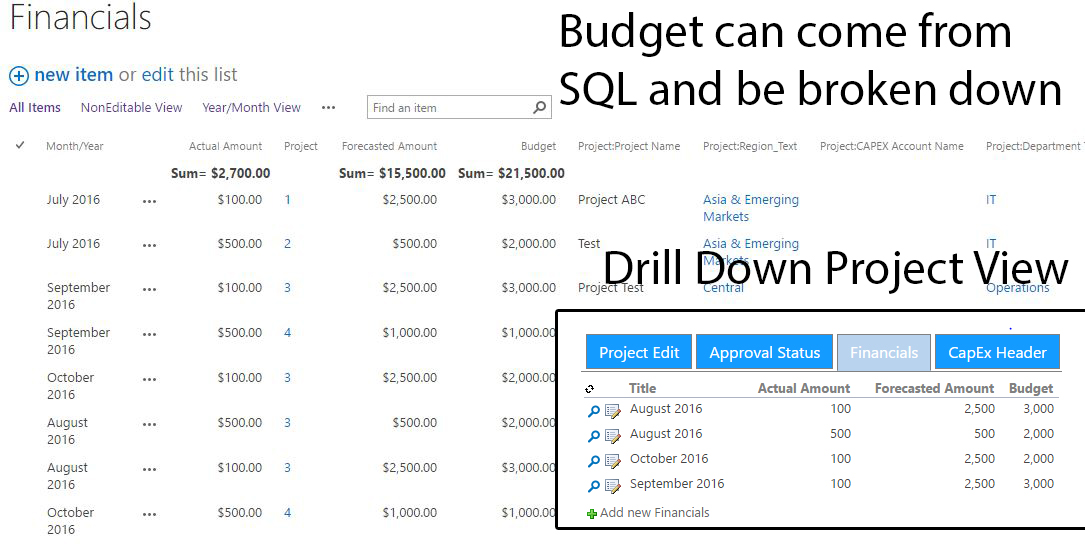 Financials
Budget can come from
SQL and be broken down
new item or edit this list
All Items NonEditable View Year/Month View ...
Find an item
Month/Year Actual Amount Project Forecasted Amount Budget Project:Project Name Project:Region_Text Project:CAPEX Account Name Project:Department
Sum= $2,700.00 Sum= $15,500.00 Sum= $21,500.00
July 2016 ... $100.00 1 $2,500.00 $3,000.00 Project ABC Asia & Emerging IT
Markets
July 2016 ... $500.00 2 $500.00 $2,000.00 Test Asia & Emerging IT
Markets
Drill Down Project View
September ... $100.00 3 $2,500.00 $3,000.00 Project Test Central Operations
2016
September ... $500.00 4 $1,000.00 $1,000.00
2016
October ... $100.00 3 $2,500.00 $2,000.00
2016
August ... $500.00 3 $500.00 $2,000.00
2016
August ... $100.00 3 $2,500.00 $3,000.00
2016
October ... $500.00 4 $1,000.00 $1,000.00
2016
Project Edit Approval Status Financials CapEx Header
Title Actual Amount Forecasted Amount Budget
August 2016 100 2,500 3,000
August 2016 500 500 2,000
October 2016 100 2,500 2,000
September 2016 100 2,500 3,000
Add new Financials